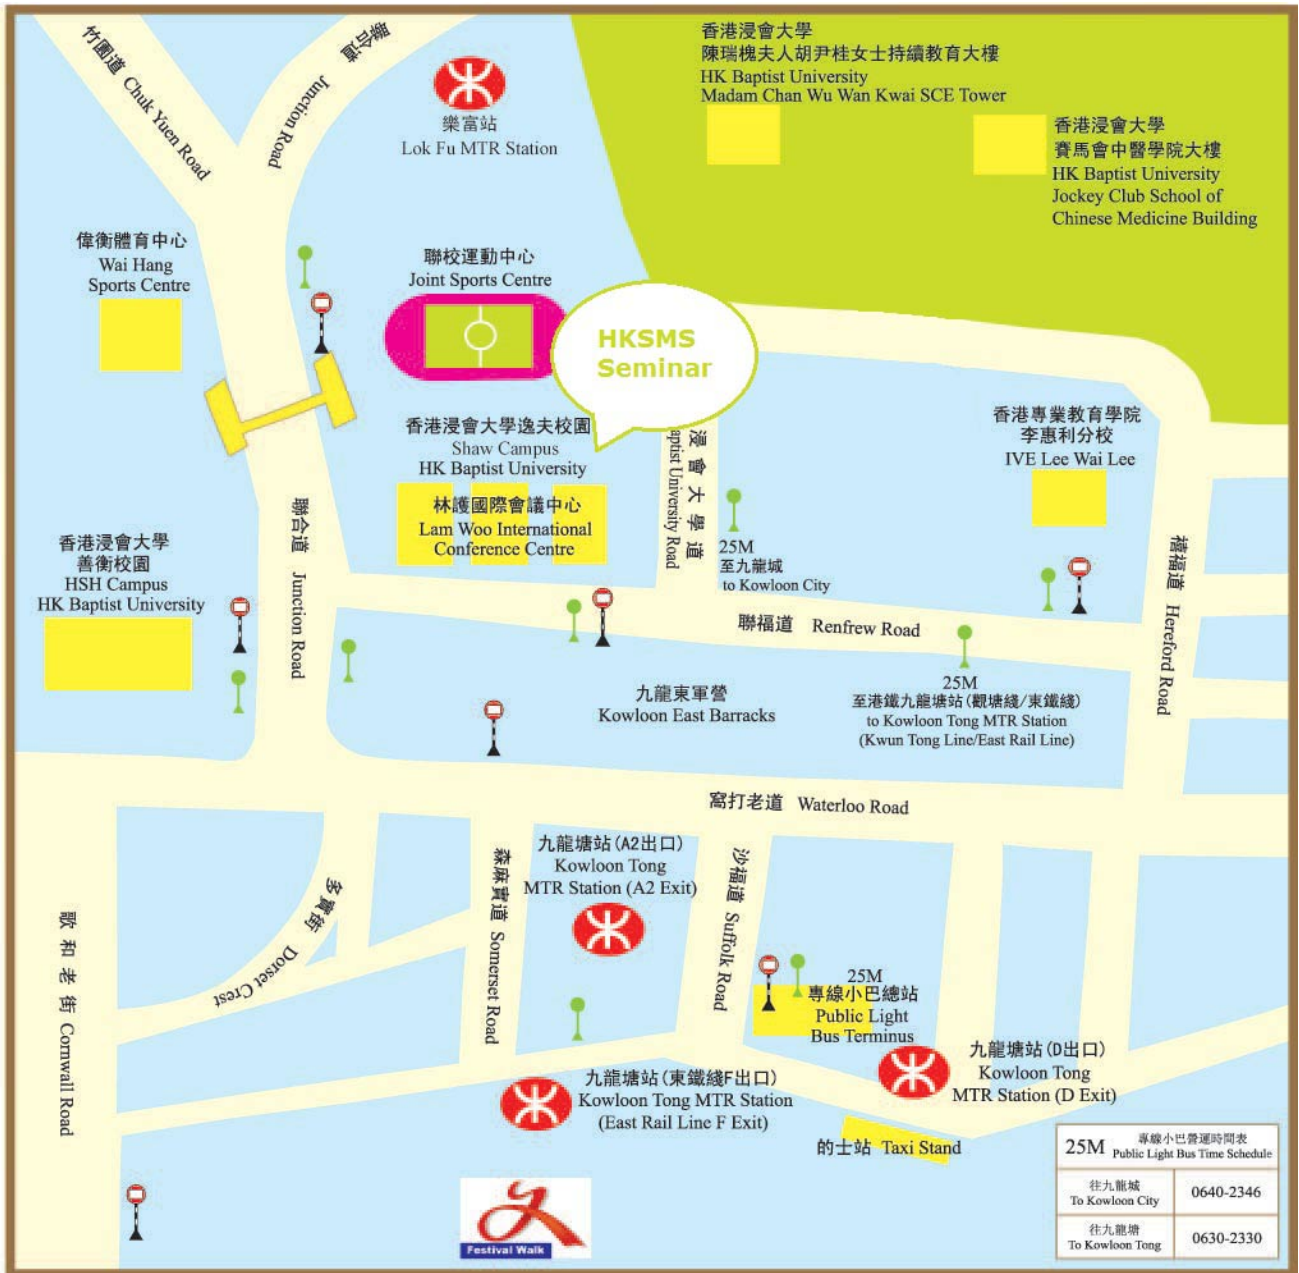 竹園道 Chuk Yuen Road
聯合道
Junction Road
樂富站
Lok Fu MTR Station
香港浸會大學
陳瑞槐夫人胡尹桂女士持續教育大樓
HK Baptist University
Madam Chan Wu Wan Kwai SCE Tower
香港浸會大學
賽馬會中醫學院大樓
HK Baptist University
Jockey Club School of
Chinese Medicine Building
偉衡體育中心
Wai Hang
Sports Centre
聯校運動中心
Joint Sports Centre
HKSMS
Seminar
香港浸會大學逸夫校園
Shaw Campus
HK Baptist University
林護國際會議中心
Lam Woo International
Conference Centre
浸會大學道
aptist University Road
香港專業教育學院
李惠利分校
IVE Lee Wai Lee
25M
至九龍城
to Kowloon City
香港浸會大學
善衡校園
HSH Campus
HK Baptist University
聯合道 Junction Road
聯福道 Renfrew Road
禧福道 Hereford Road
25M
至港鐵九龍塘站(觀塘綫/東鐵綫)
to Kowloon Tong MTR Station
(Kwun Tong Line/East Rail Line)
九龍東軍營
Kowloon East Barracks
窩打老道 Waterloo Road
九龍塘站(A2出口)
Kowloon Tong
MTR Station (A2 Exit)
森麻實道 Somerset Road
沙福道 Suffolk Road
多實街 Dorset Crest
歌和老街 Cornwall Road
25M
專線小巴總站
Public Light
Bus Terminus
九龍塘站(D出口)
Kowloon Tong
MTR Station (D Exit)
九龍塘站(東鐵綫F出口)
Kowloon Tong MTR Station
(East Rail Line F Exit)
的士站 Taxi Stand
Festival Walk
25M 專線小巴營運時間表
Public Light Bus Time Schedule
往九龍城
To Kowloon City
0640-2346
往九龍塘
To Kowloon Tong
0630-2330